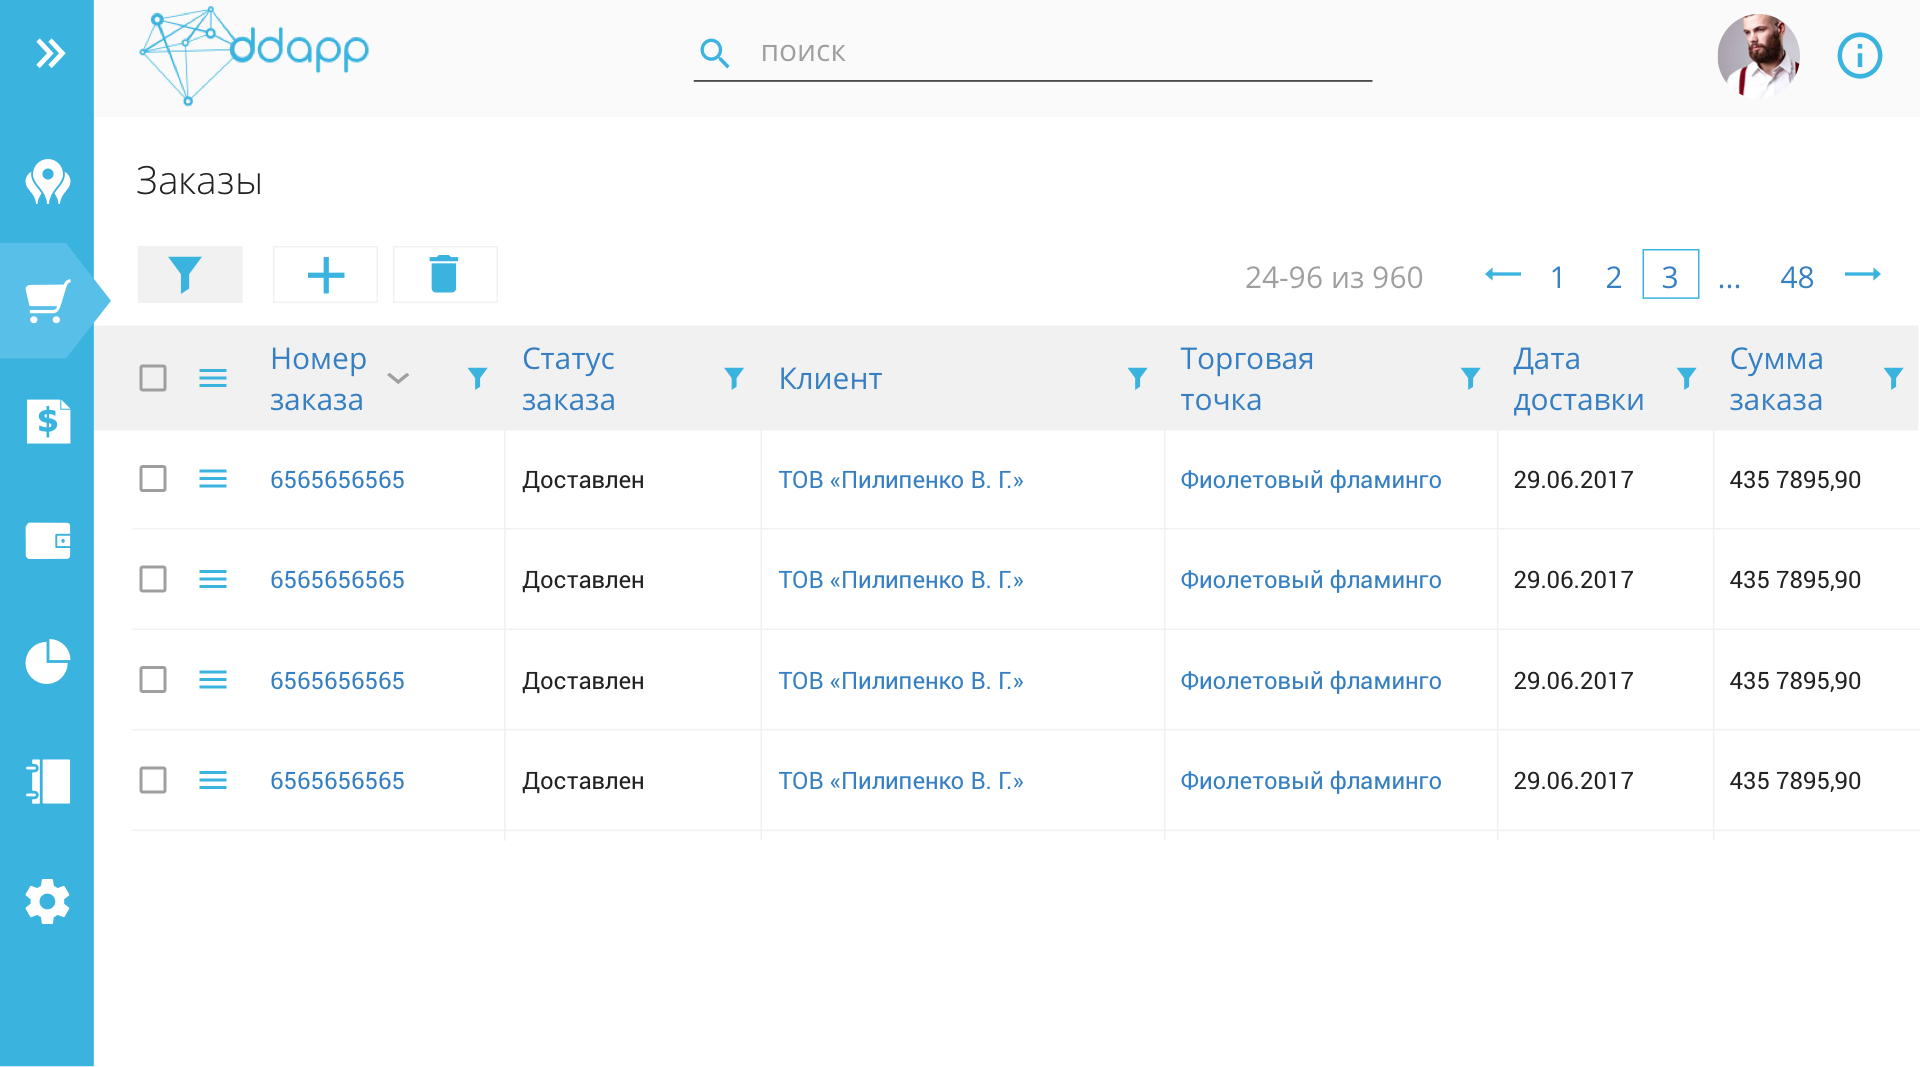 ddapp
поиск
Заказы
24-96 из 960
1 2 3 ... 48
Номер заказа
Статус заказа
Клиент
Торговая точка
Дата доставки
Сумма заказа
6565656565 Доставлен ТОВ «Пилипенко В. Г.» Фиолетовый фламинго 29.06.2017 435 7895,90
6565656565 Доставлен ТОВ «Пилипенко В. Г.» Фиолетовый фламинго 29.06.2017 435 7895,90
6565656565 Доставлен ТОВ «Пилипенко В. Г.» Фиолетовый фламинго 29.06.2017 435 7895,90
6565656565 Доставлен ТОВ «Пилипенко В. Г.» Фиолетовый фламинго 29.06.2017 435 7895,90